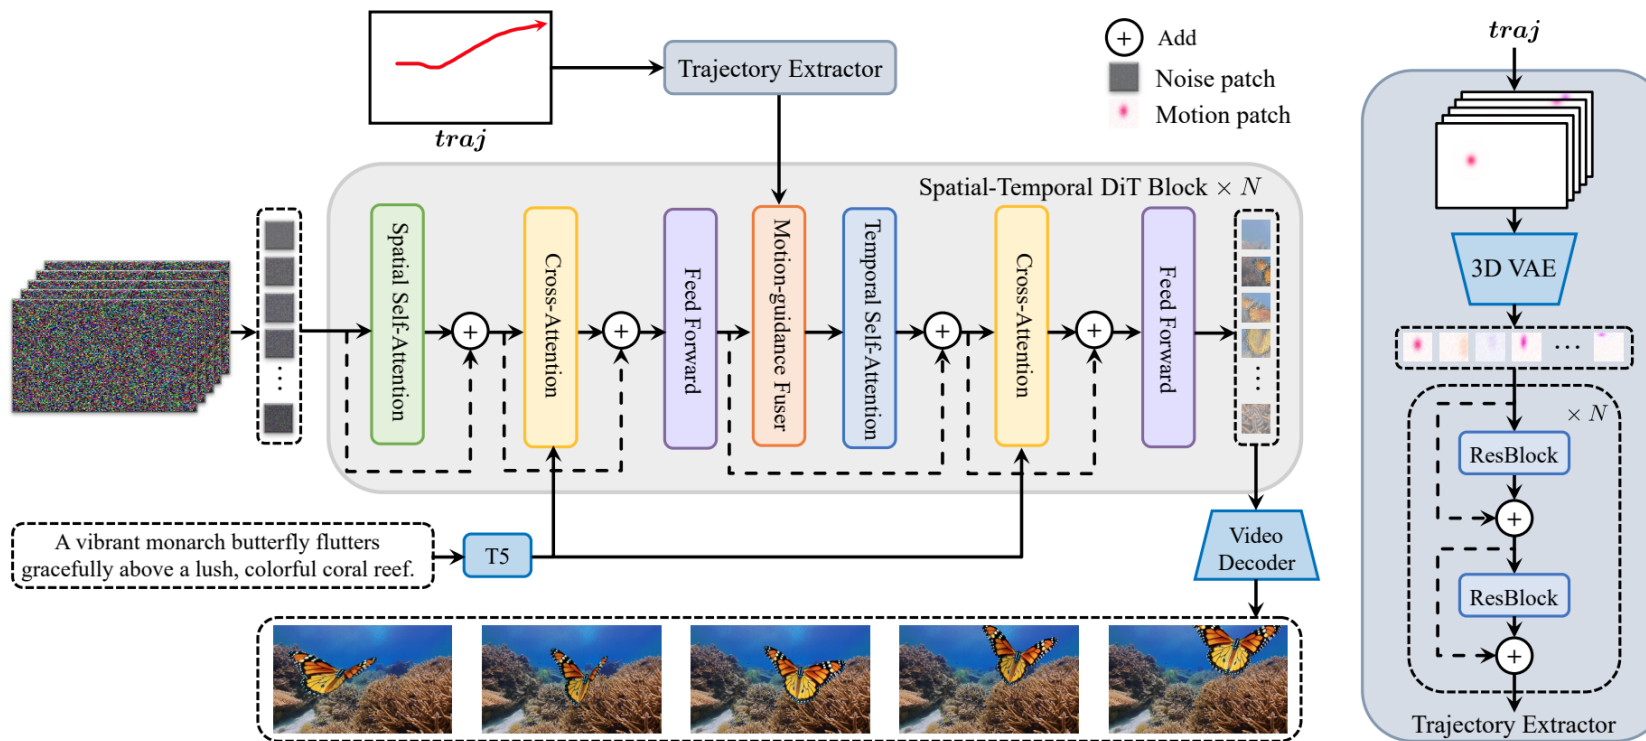 traj
Trajectory Extractor
+ Add
Noise patch
Motion patch
Spatial-Temporal DiT Block × N
Spatial Self-Attention
+
Cross-Attention
+
Feed Forward
Motion-guidance Fuser
Temporal Self-Attention
+
Cross-Attention
+
Feed Forward
A vibrant monarch butterfly flutters
gracefully above a lush, colorful coral reef.
T5
Video
Decoder
traj
3D VAE
× N
ResBlock
+
ResBlock
+
Trajectory Extractor